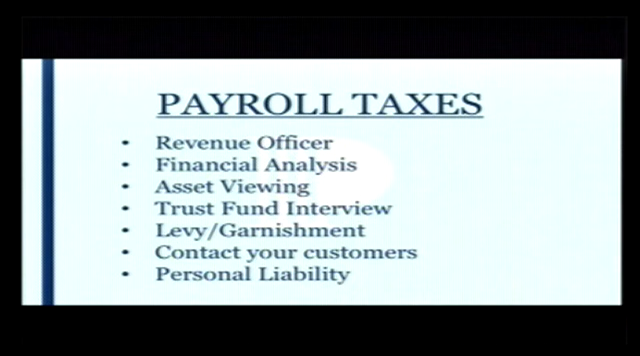 PAYROLL TAXES
• Revenue Officer
• Financial Analysis
• Asset Viewing
• Trust Fund Interview
• Levy/Garnishment
• Contact your customers
• Personal Liability